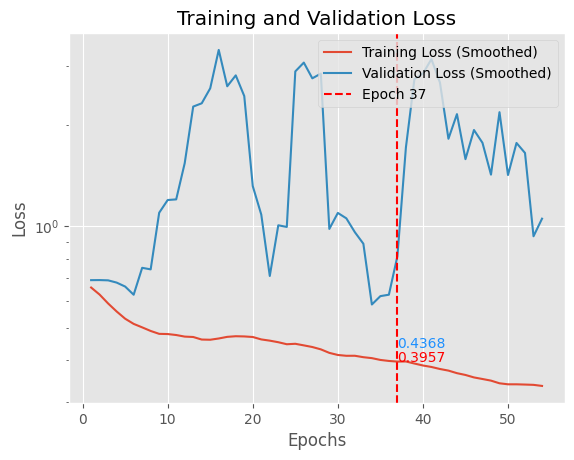 Training and Validation Loss
Training Loss (Smoothed)
Validation Loss (Smoothed)
Epoch 37
Loss
10⁰
0.4368
0.3957
0 10 20 30 40 50
Epochs